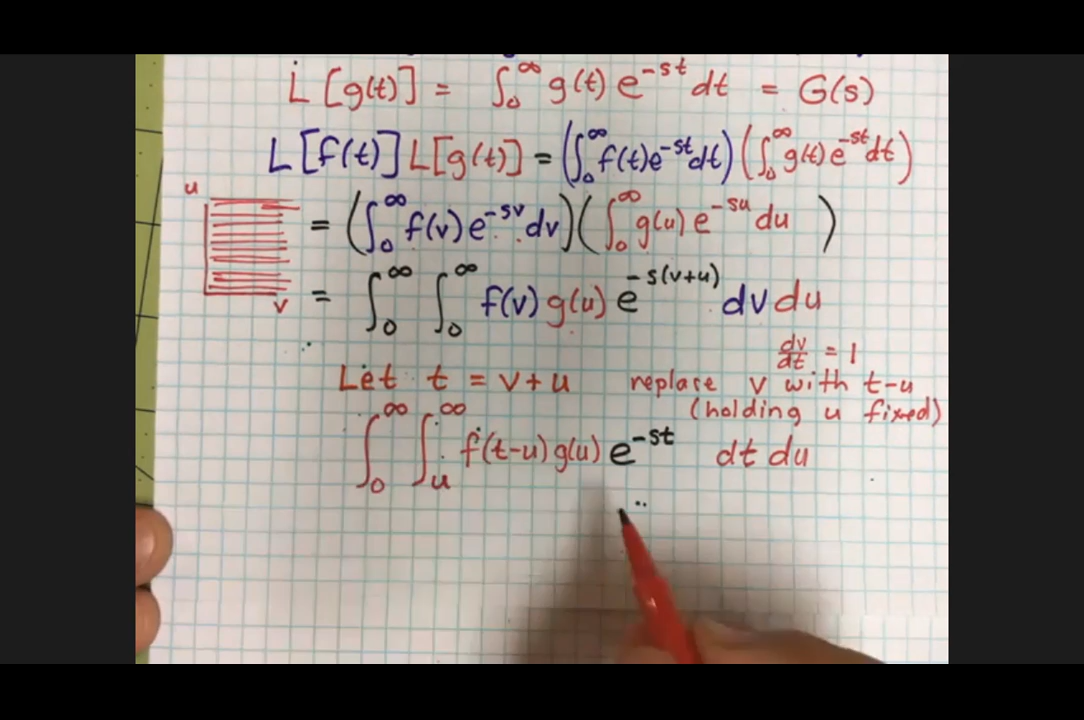 L[g(t)] = ∫₀^∞ g(t) e^{-st} dt = G(s)
L[f(t)] L[g(t)] = (∫₀^∞ f(t) e^{-st} dt) (∫₀^∞ g(t) e^{-st} dt)
u
= (∫₀^∞ f(v) e^{-sv} dv) (∫₀^∞ g(u) e^{-su} du )
v
= ∫₀^∞ ∫₀^∞ f(v) g(u) e^{-s(v+u)} dv du
dv/dt = 1
Let t = v+u replase v with t-u
(holding u fixed)
∫₀^∞ ∫ᵤ^∞ f(t-u) g(u) e^{-st} dt du